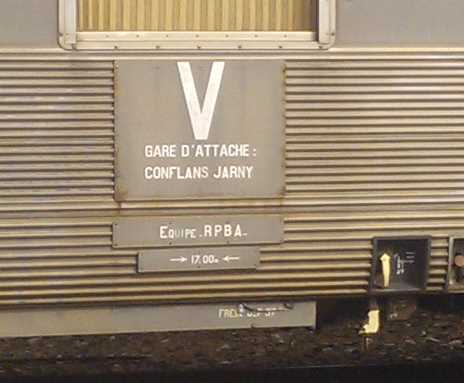 V
GARE D'ATTACHE :
CONFLANS JARNY
EQUIPE.RPBA.
→ 17.00m ←